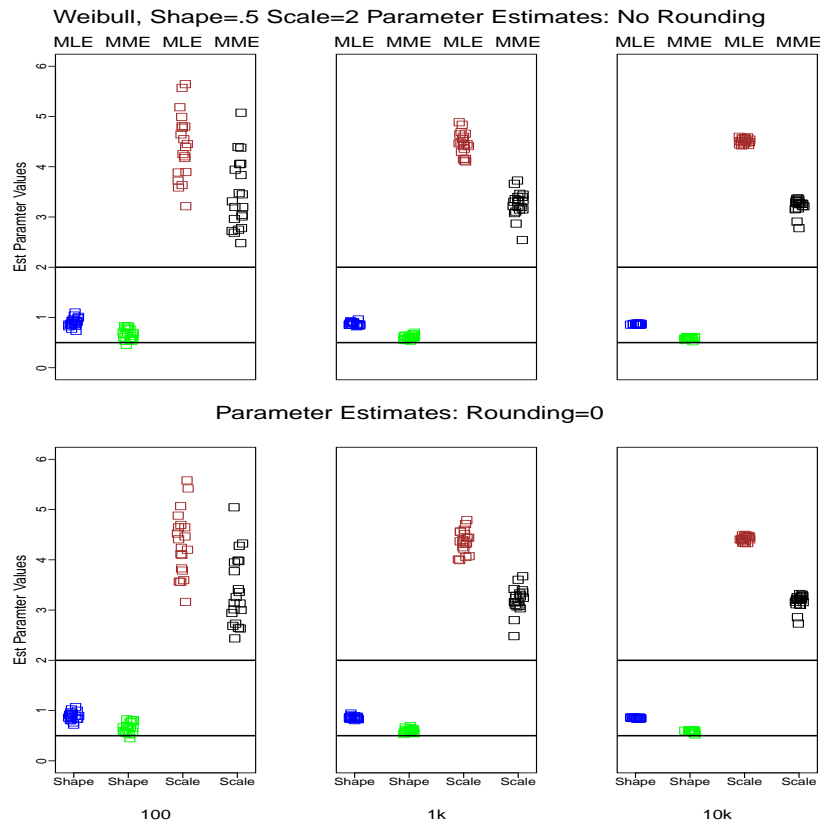 Weibull, Shape=.5 Scale=2 Parameter Estimates: No Rounding
MLE MME MLE MME MLE MME MLE MME MLE MME MLE MME
6
5
4
3
2
1
0
Est Paramter Values
Parameter Estimates: Rounding=0
6
5
4
3
2
1
0
Est Paramter Values
Shape Shape Scale Scale Shape Shape Scale Scale Shape Shape Scale Scale
100 1k 10k